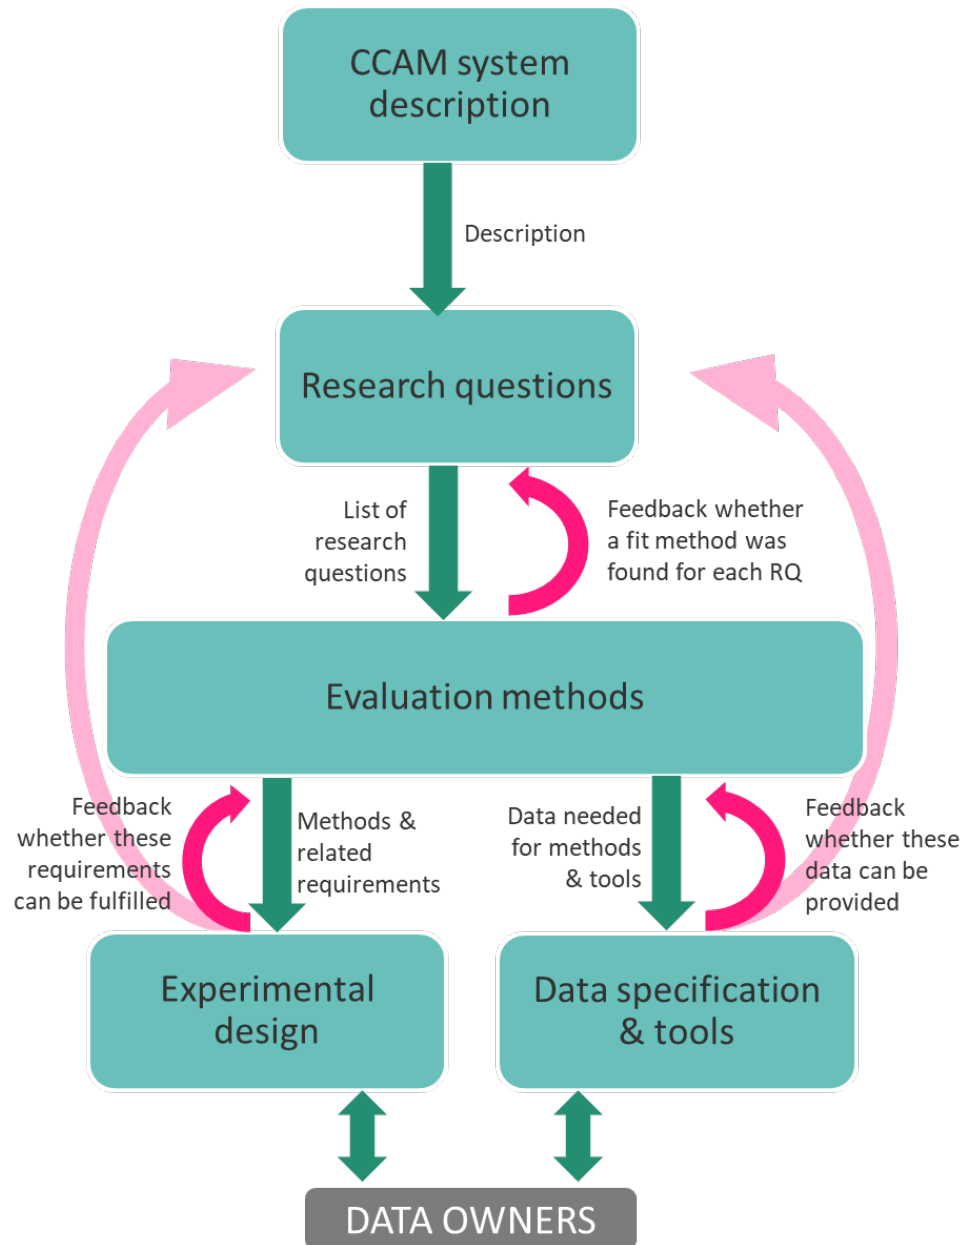 CCAM system
description
Description
Research questions
List of
research
questions
Feedback whether
a fit method was
found for each RQ
Evaluation methods
Feedback
whether these
requirements
can be fulfilled
Methods &
related
requirements
Data needed
for methods
& tools
Feedback
whether these
data can be
provided
Experimental
design
Data specification
& tools
DATA OWNERS